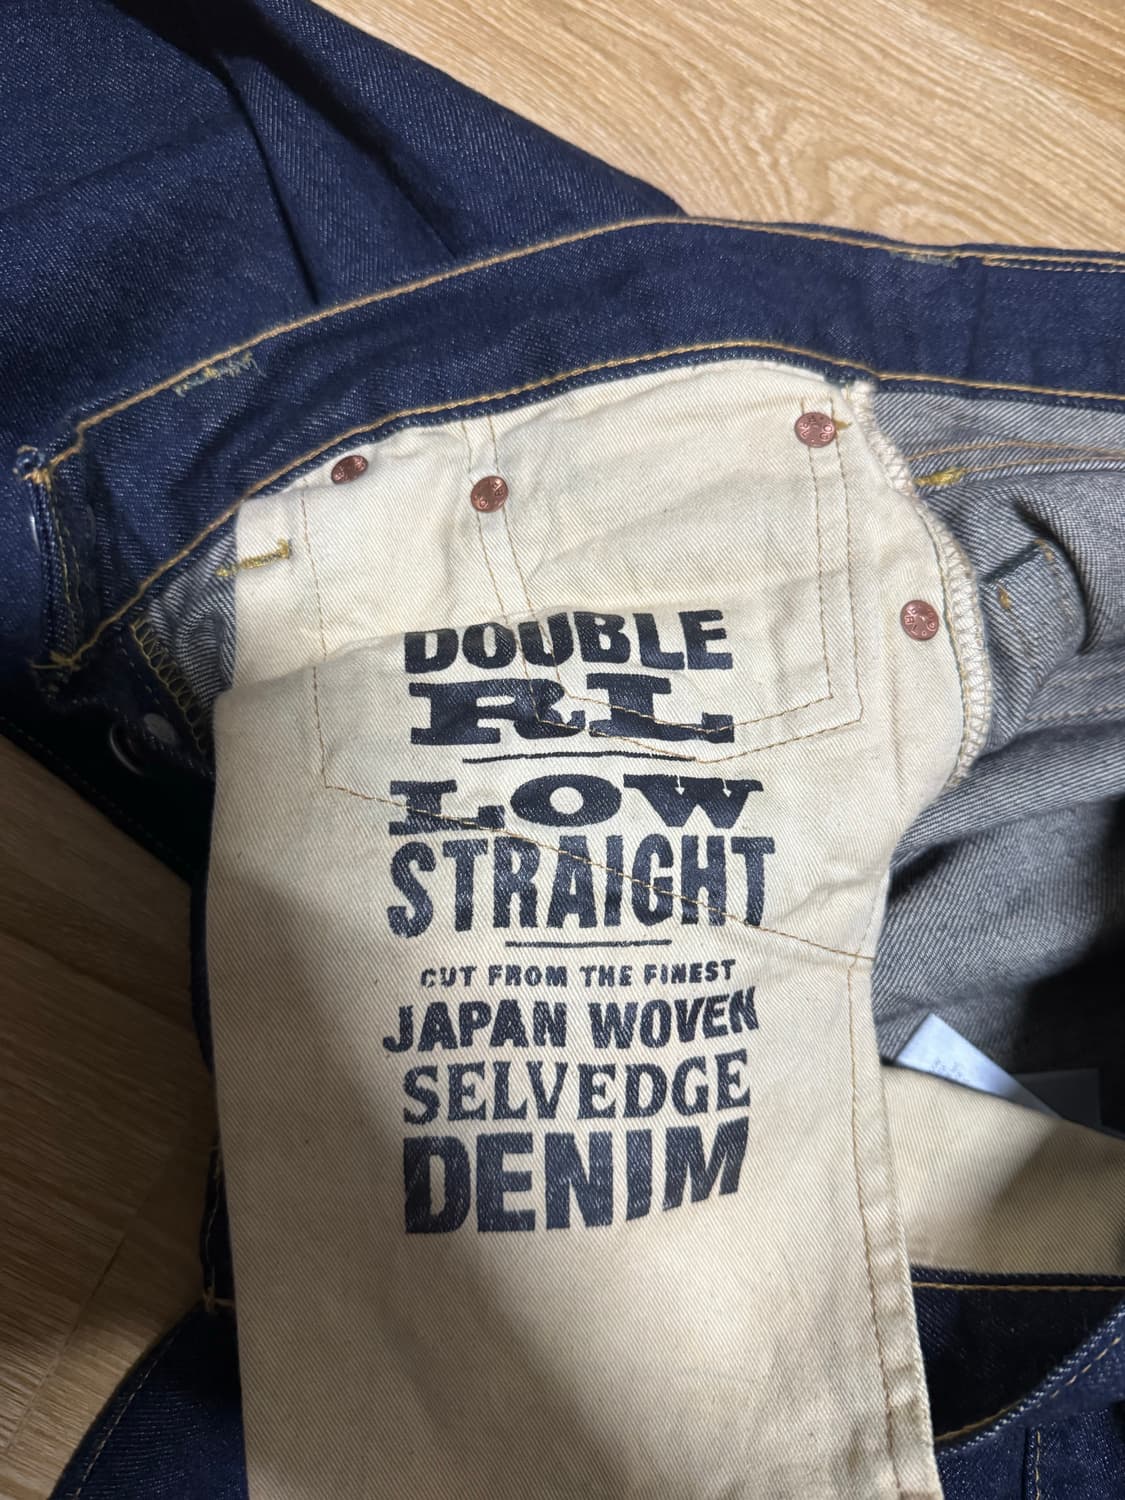 DOUBLE
RL
LOW
STRAIGHT
CUT FROM THE FINEST
JAPAN WOVEN
SELVEDGE
DENIM